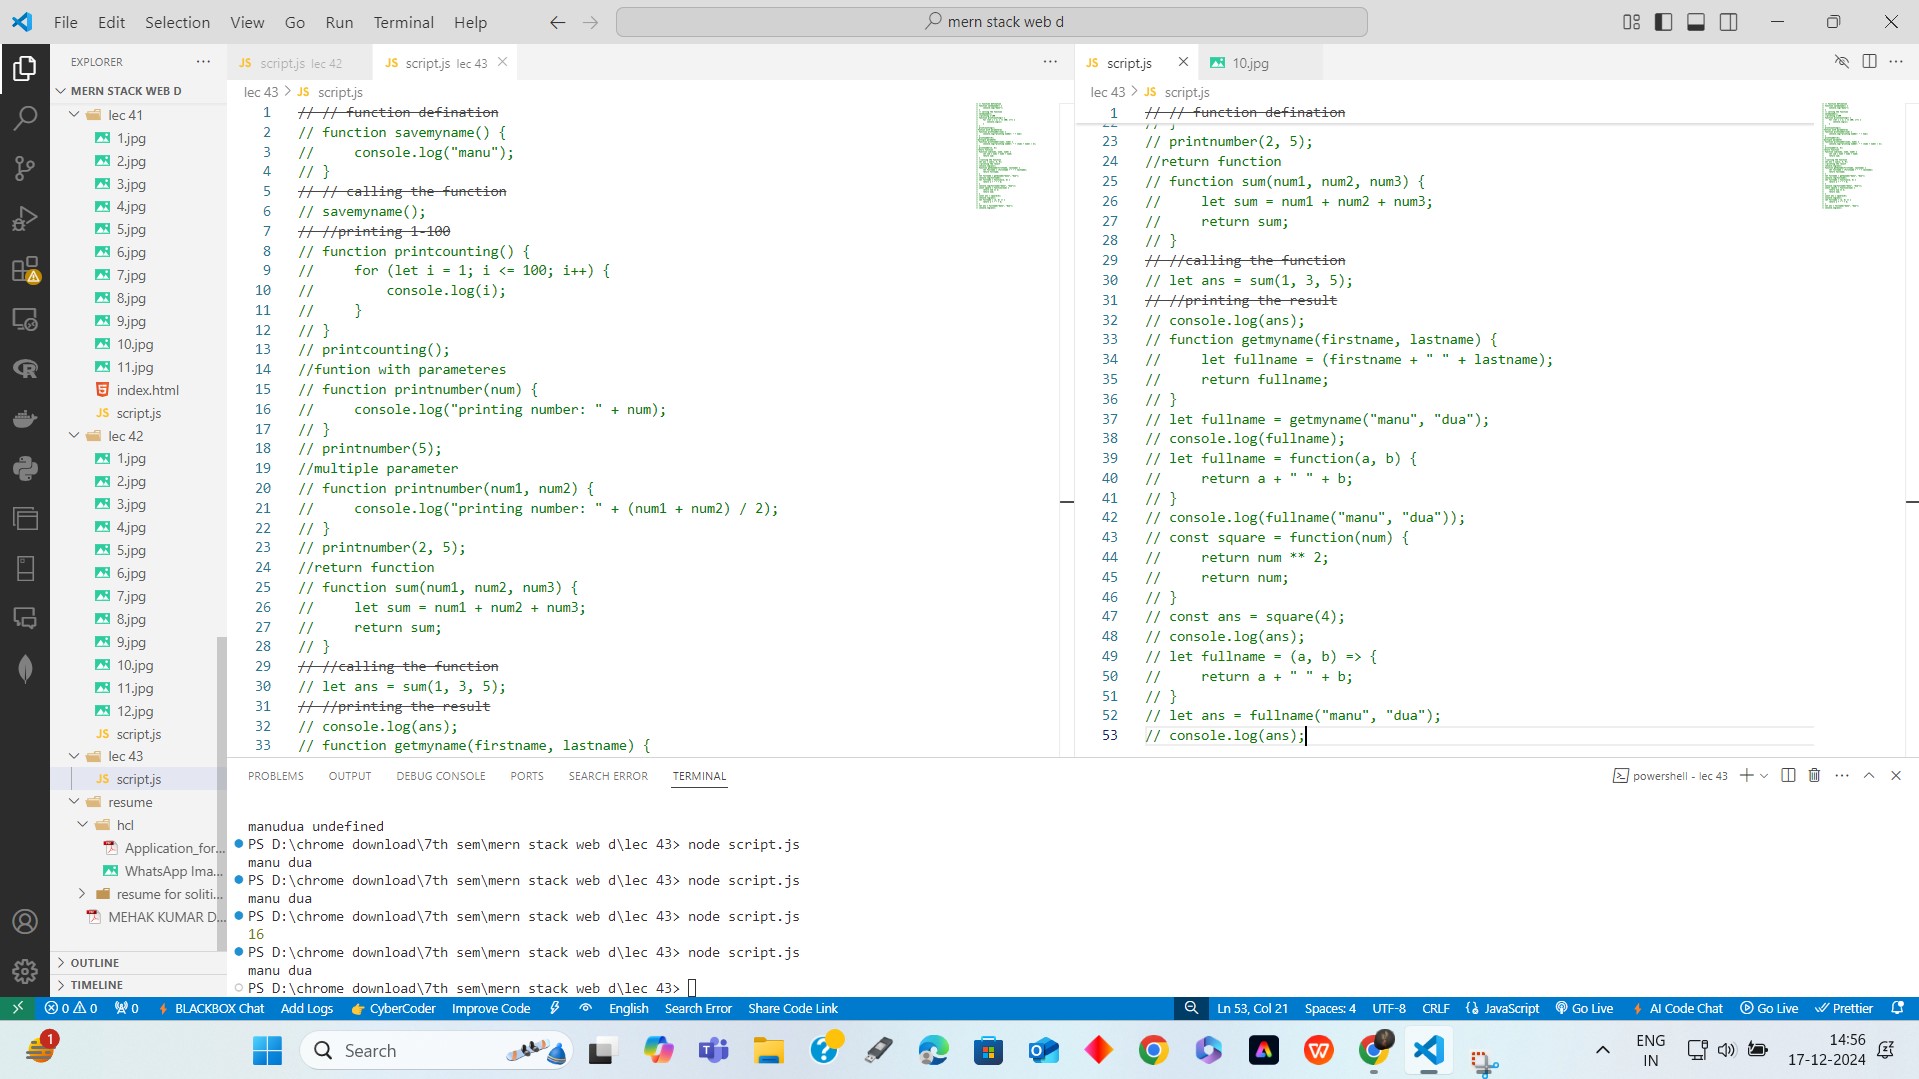 File Edit Selection View Go Run Terminal Help
mern stack web d
EXPLORER
MERN STACK WEB D
lec 41
1.jpg
2.jpg
3.jpg
4.jpg
5.jpg
6.jpg
7.jpg
8.jpg
9.jpg
10.jpg
11.jpg
index.html
JS script.js
lec 42
1.jpg
2.jpg
3.jpg
4.jpg
5.jpg
6.jpg
7.jpg
8.jpg
9.jpg
10.jpg
11.jpg
12.jpg
JS script.js
lec 43
JS script.js
resume
hcl
Application_for...
WhatsApp Ima...
resume for soliti...
MEHAK KUMAR D...
OUTLINE
TIMELINE
JS script.js lec 42
JS script.js lec 43
lec 43 > JS script.js
1 // // function defination
2 // function savemyname() {
3 //     console.log("manu");
4 // }
5 // // calling the function
6 // savemyname();
7 // //printing 1-100
8 // function printcounting() {
9 //     for (let i = 1; i <= 100; i++) {
10 //         console.log(i);
11 //     }
12 // }
13 // printcounting();
14 //funtion with parameteres
15 // function printnumber(num) {
16 //     console.log("printing number: " + num);
17 // }
18 // printnumber(5);
19 //multiple parameter
20 // function printnumber(num1, num2) {
21 //     console.log("printing number: " + (num1 + num2) / 2);
22 // }
23 // printnumber(2, 5);
24 //return function
25 // function sum(num1, num2, num3) {
26 //     let sum = num1 + num2 + num3;
27 //     return sum;
28 // }
29 // //calling the function
30 // let ans = sum(1, 3, 5);
31 // //printing the result
32 // console.log(ans);
33 // function getmyname(firstname, lastname) {
JS script.js
10.jpg
lec 43 > JS script.js
1 // // function defination
22 // }
23 // printnumber(2, 5);
24 //return function
25 // function sum(num1, num2, num3) {
26 //     let sum = num1 + num2 + num3;
27 //     return sum;
28 // }
29 // //calling the function
30 // let ans = sum(1, 3, 5);
31 // //printing the result
32 // console.log(ans);
33 // function getmyname(firstname, lastname) {
34 //     let fullname = (firstname + " " + lastname);
35 //     return fullname;
36 // }
37 // let fullname = getmyname("manu", "dua");
38 // console.log(fullname);
39 // let fullname = function(a, b) {
40 //     return a + " " + b;
41 // }
42 // console.log(fullname("manu", "dua"));
43 // const square = function(num) {
44 //     return num ** 2;
45 //     return num;
46 // }
47 // const ans = square(4);
48 // console.log(ans);
49 // let fullname = (a, b) => {
50 //     return a + " " + b;
51 // }
52 // let ans = fullname("manu", "dua");
53 // console.log(ans);
PROBLEMS OUTPUT DEBUG CONSOLE PORTS SEARCH ERROR TERMINAL
powershell - lec 43
manudua undefined
PS D:\chrome download\7th sem\mern stack web d\lec 43> node script.js
manu dua
PS D:\chrome download\7th sem\mern stack web d\lec 43> node script.js
manu dua
PS D:\chrome download\7th sem\mern stack web d\lec 43> node script.js
16
PS D:\chrome download\7th sem\mern stack web d\lec 43> node script.js
manu dua
PS D:\chrome download\7th sem\mern stack web d\lec 43>
0 0 0 BLACKBOX Chat Add Logs CyberCoder Improve Code English Search Error Share Code Link
Ln 53, Col 21 Spaces: 4 UTF-8 CRLF {} JavaScript Go Live AI Code Chat Go Live Prettier
1
Search
ENG
IN
14:56
17-12-2024